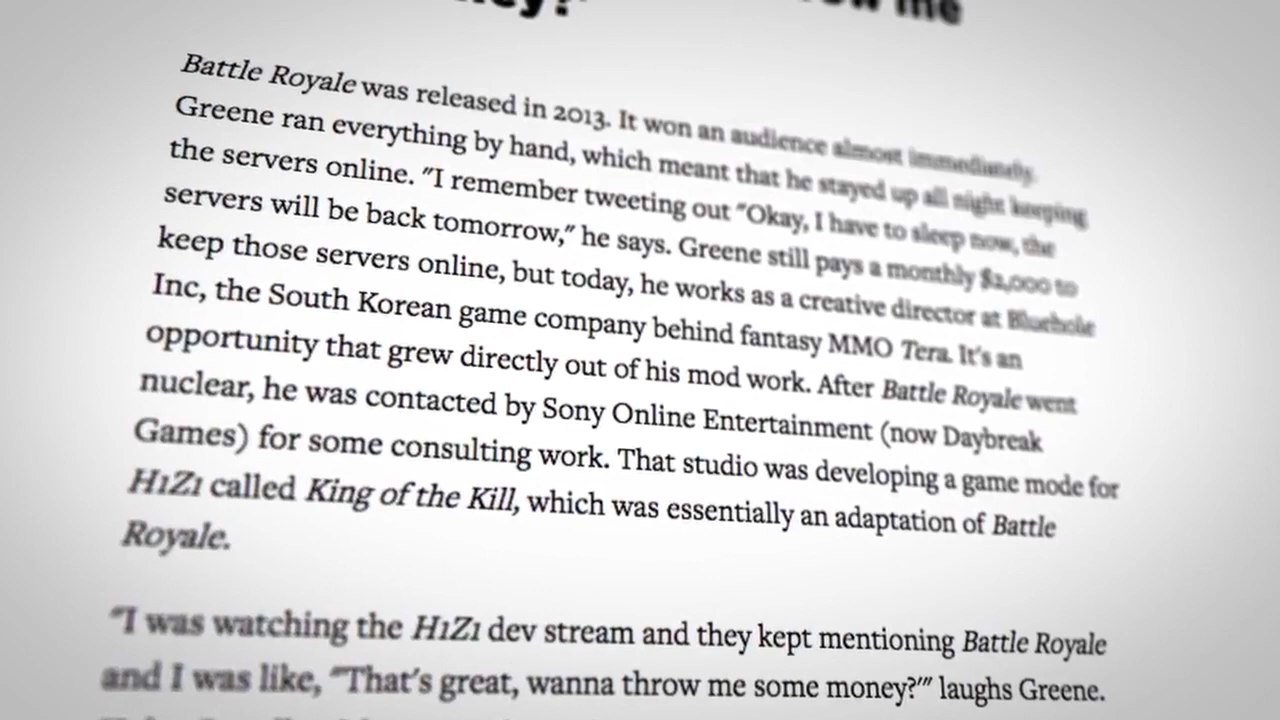 me
Battle Royale was released in 2013. It won an audience almost immediately.
Greene ran everything by hand, which meant that he stayed up all night keeping
the servers online. "I remember tweeting out "Okay, I have to sleep now, the
servers will be back tomorrow," he says. Greene still pays a monthly $2,000 to
keep those servers online, but today, he works as a creative director at Bluehole
Inc, the South Korean game company behind fantasy MMO Tera. It's an
opportunity that grew directly out of his mod work. After Battle Royale went
nuclear, he was contacted by Sony Online Entertainment (now Daybreak
Games) for some consulting work. That studio was developing a game mode for
H1Z1 called King of the Kill, which was essentially an adaptation of Battle
Royale.
"I was watching the H1Z1 dev stream and they kept mentioning Battle Royale
and I was like, "That's great, wanna throw me some money?'" laughs Greene.